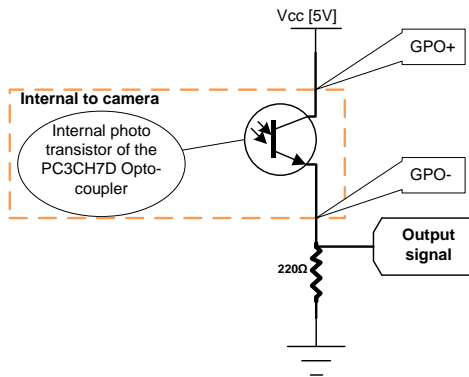 Vcc [5V]
GPO+
Internal to camera
Internal photo
transistor of the
PC3CH7D Opto-
coupler
GPO-
Output
signal
220Ω